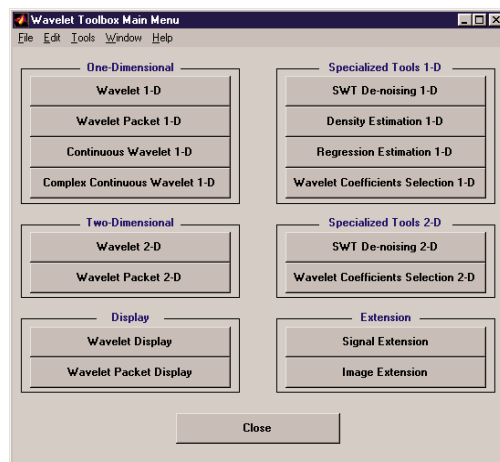 Wavelet Toolbox Main Menu
File Edit Tools Window Help
One-Dimensional
Wavelet 1-D
Wavelet Packet 1-D
Continuous Wavelet 1-D
Complex Continuous Wavelet 1-D
Specialized Tools 1-D
SWT De-noising 1-D
Density Estimation 1-D
Regression Estimation 1-D
Wavelet Coefficients Selection 1-D
Two-Dimensional
Wavelet 2-D
Wavelet Packet 2-D
Specialized Tools 2-D
SWT De-noising 2-D
Wavelet Coefficients Selection 2-D
Display
Wavelet Display
Wavelet Packet Display
Extension
Signal Extension
Image Extension
Close